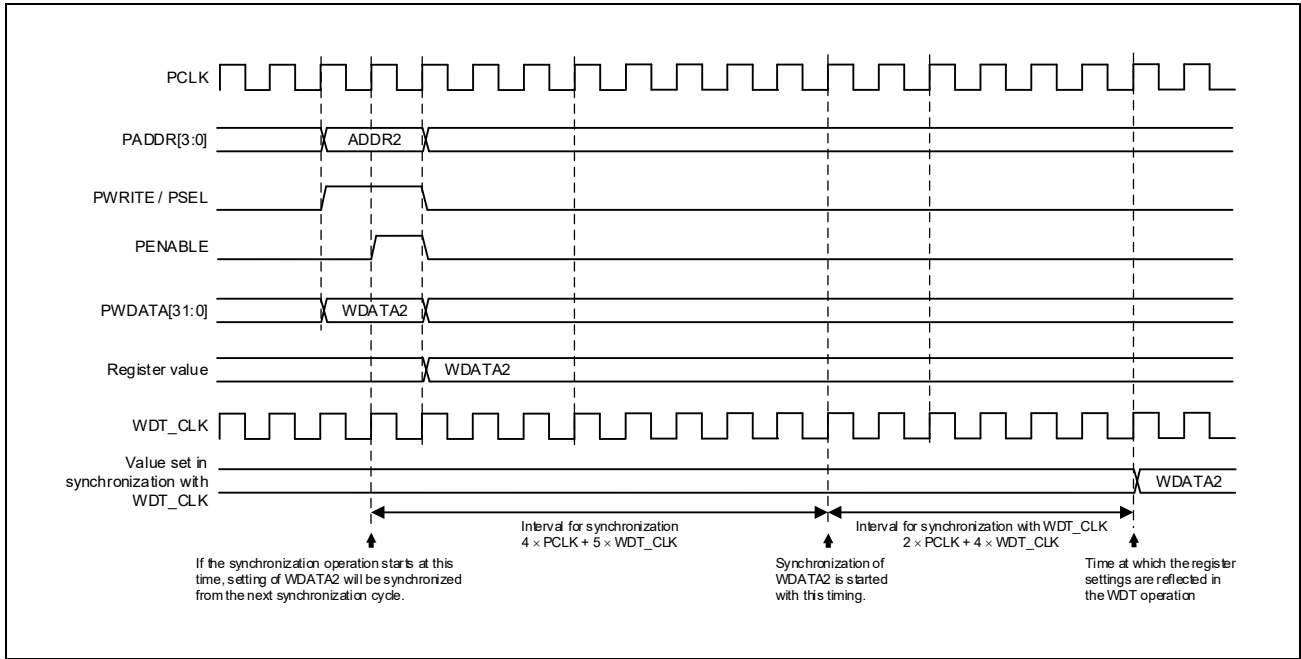 PCLK
PADDR[3:0]
ADDR2
PWRITE / PSEL
PENABLE
PWDATA[31:0]
WDATA2
Register value
WDATA2
WDT_CLK
Value set in
synchronization with
WDT_CLK
WDATA2
Interval for synchronization
4 × PCLK + 5 × WDT_CLK
Interval for synchronization with WDT_CLK
2 × PCLK + 4 × WDT_CLK
If the synchronization operation starts at this
time, setting of WDATA2 will be synchronized
from the next synchronization cycle.
Synchronization of
WDATA2 is started
with this timing.
Time at which the register
settings are reflected in
the WDT operation